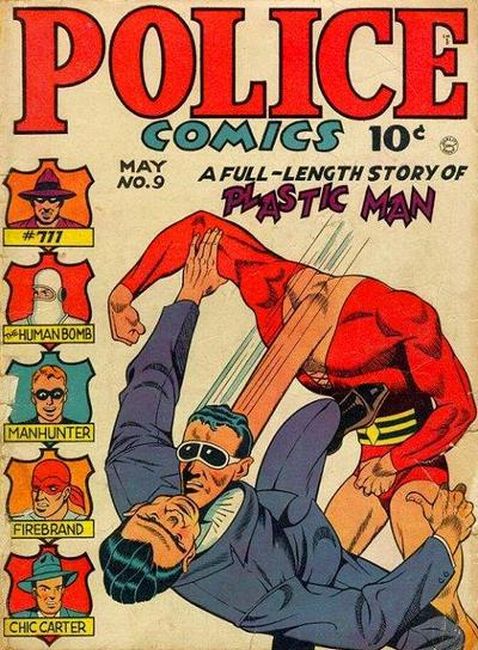 POLICE
COMICS 10¢
MAY
NO. 9
A FULL-LENGTH STORY OF
PLASTIC MAN
#711
THE HUMAN BOMB
MANHUNTER
FIREBRAND
CHIC CARTER